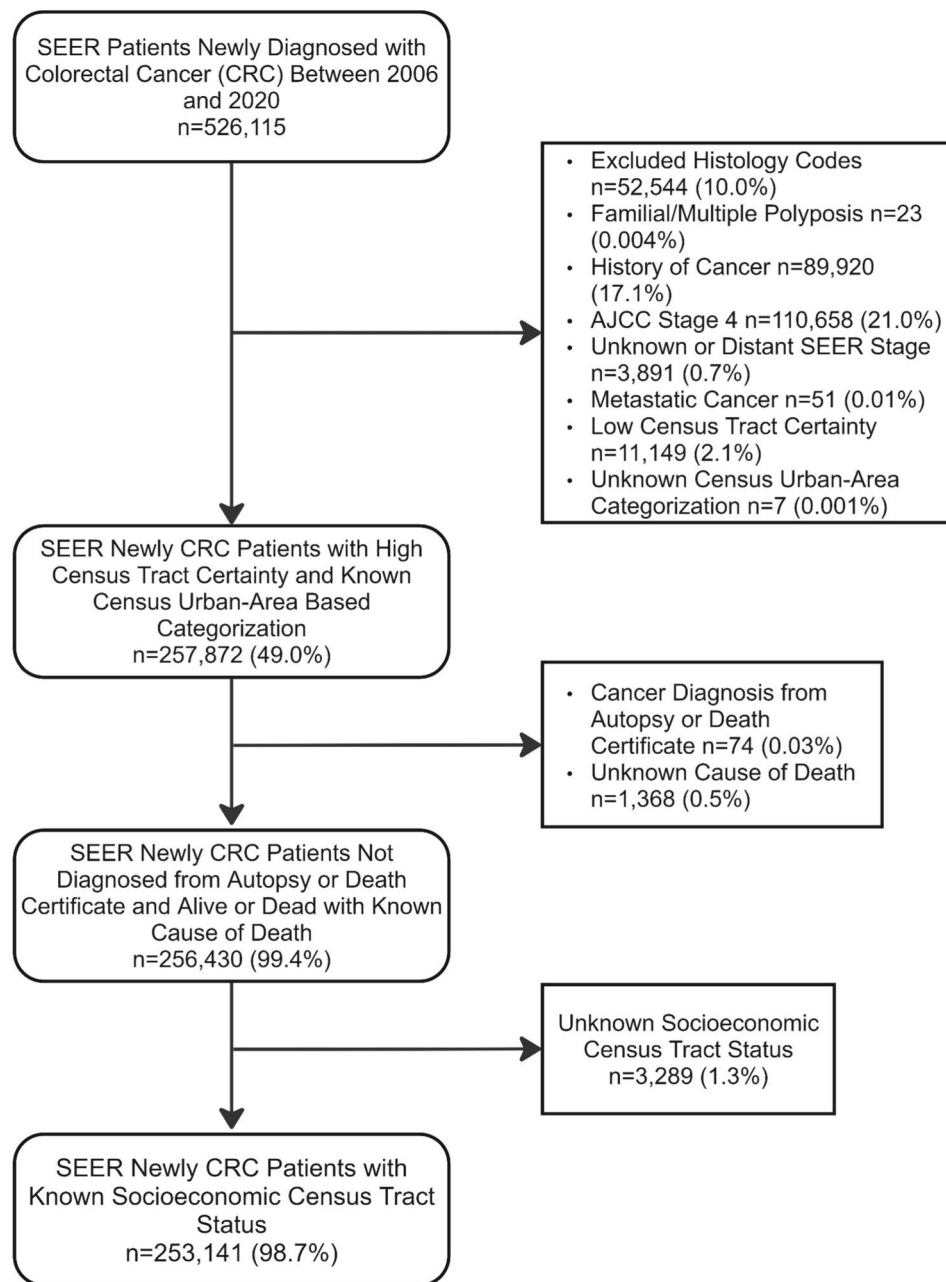 SEER Patients Newly Diagnosed with
Colorectal Cancer (CRC) Between 2006
and 2020
n=526,115
• Excluded Histology Codes
n=52,544 (10.0%)
• Familial/Multiple Polyposis n=23
(0.004%)
• History of Cancer n=89,920
(17.1%)
• AJCC Stage 4 n=110,658 (21.0%)
• Unknown or Distant SEER Stage
n=3,891 (0.7%)
• Metastatic Cancer n=51 (0.01%)
• Low Census Tract Certainty
n=11,149 (2.1%)
• Unknown Census Urban-Area
Categorization n=7 (0.001%)
SEER Newly CRC Patients with High
Census Tract Certainty and Known
Census Urban-Area Based
Categorization
n=257,872 (49.0%)
• Cancer Diagnosis from
Autopsy or Death
Certificate n=74 (0.03%)
• Unknown Cause of Death
n=1,368 (0.5%)
SEER Newly CRC Patients Not
Diagnosed from Autopsy or Death
Certificate and Alive or Dead with Known
Cause of Death
n=256,430 (99.4%)
Unknown Socioeconomic
Census Tract Status
n=3,289 (1.3%)
SEER Newly CRC Patients with
Known Socioeconomic Census Tract
Status
n=253,141 (98.7%)